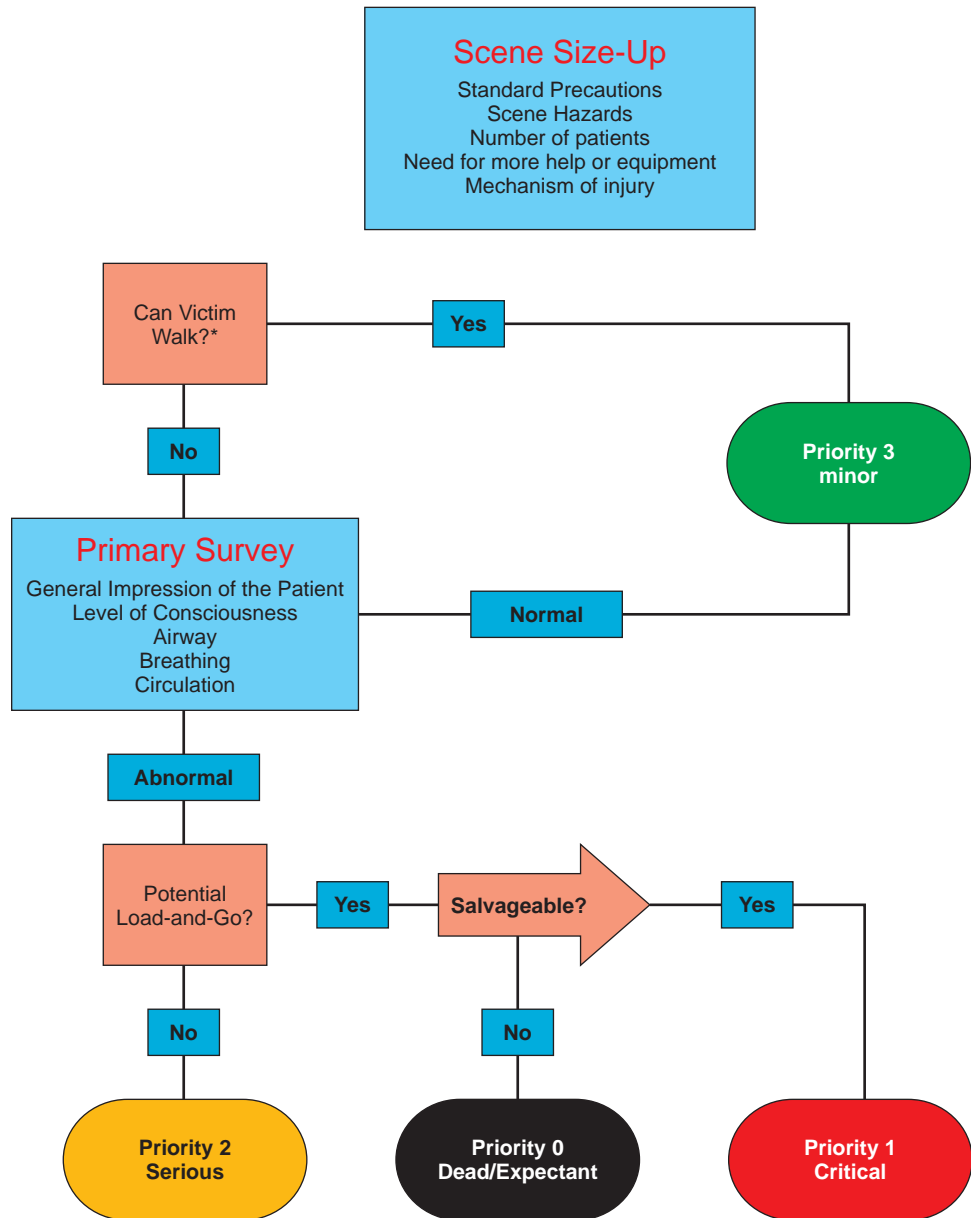 Scene Size-Up
Standard Precautions
Scene Hazards
Number of patients
Need for more help or equipment
Mechanism of injury
Can Victim
Walk?*
Yes
No
Priority 3
minor
Primary Survey
General Impression of the Patient
Level of Consciousness
Airway
Breathing
Circulation
Normal
Abnormal
Potential
Load-and-Go?
Yes
Salvageable?
Yes
No
No
Priority 2
Serious
Priority 0
Dead/Expectant
Priority 1
Critical